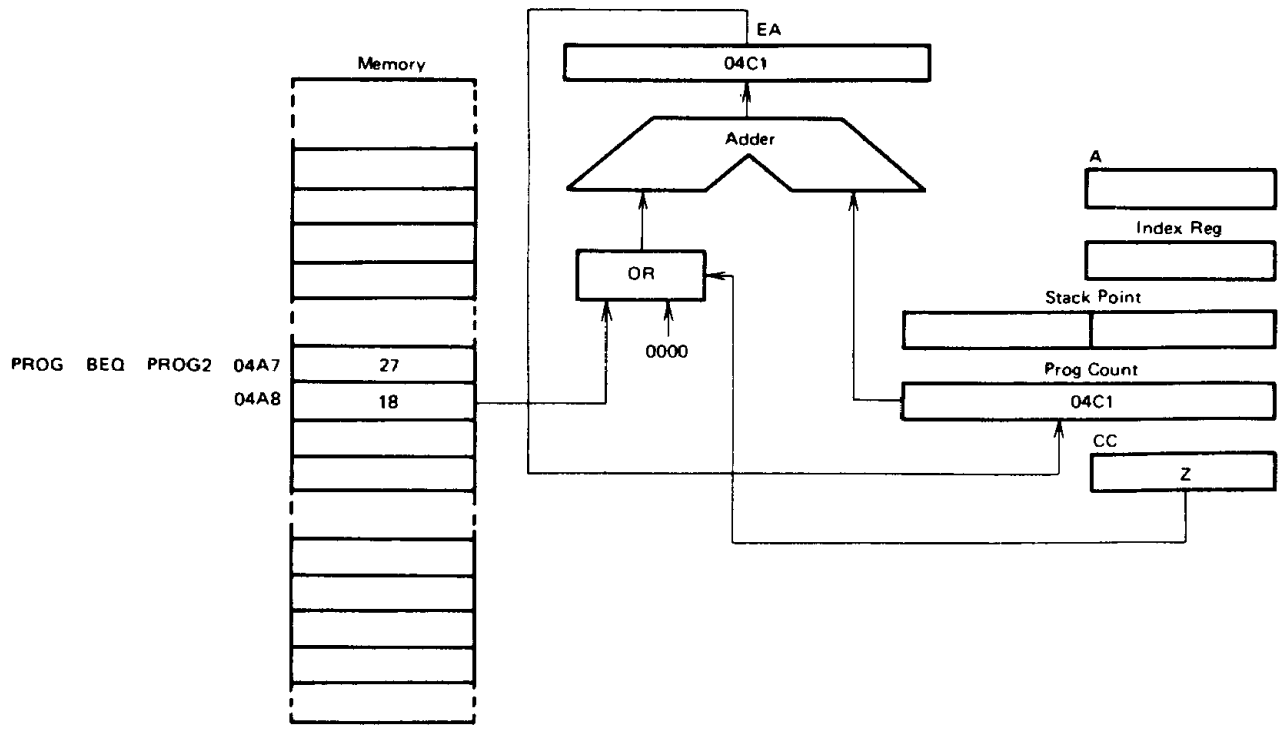 EA
04C1
Memory
Adder
A
Index Reg
OR
Stack Point
0000
PROG BEQ PROG2 04A7 27
Prog Count
04A8 18
04C1
CC
Z